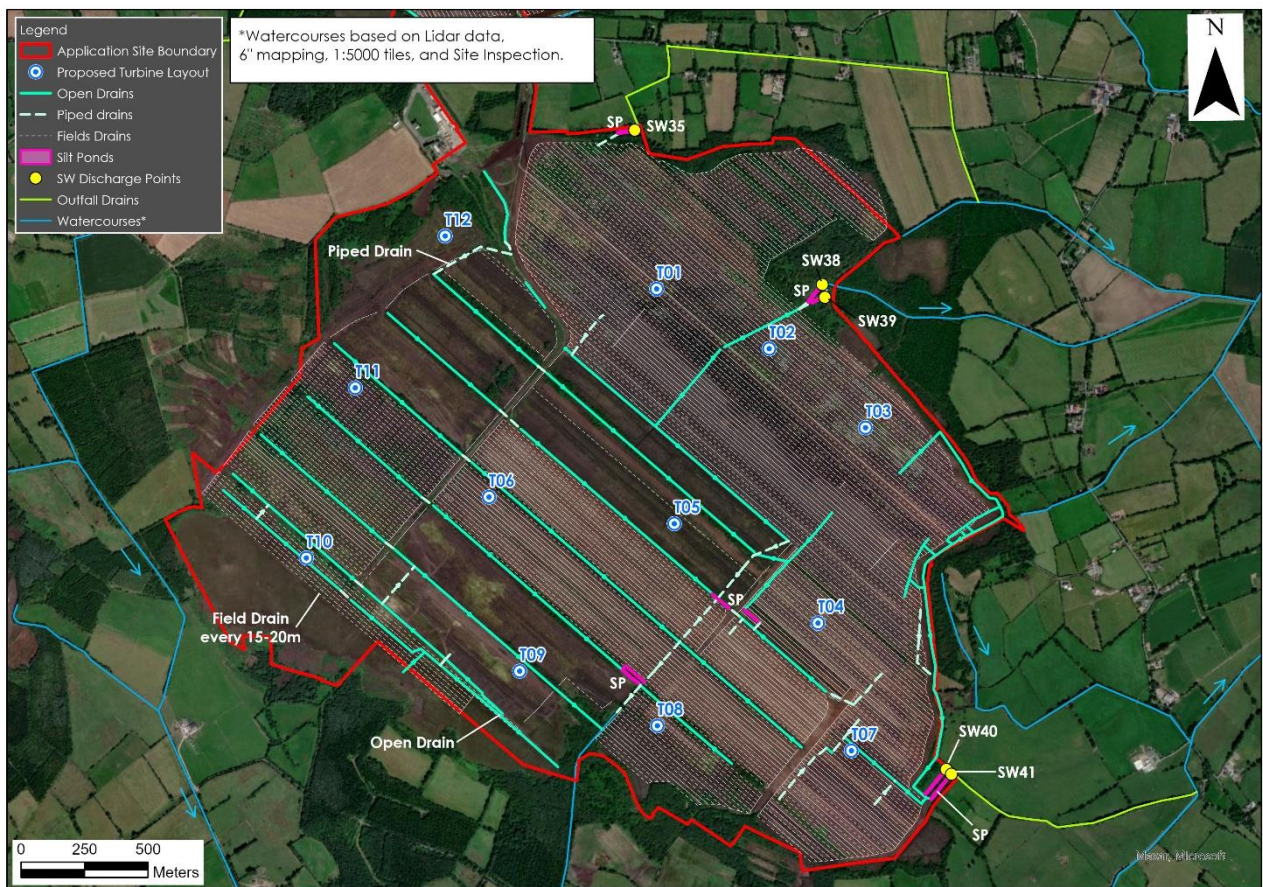 Legend
Application Site Boundary
Proposed Turbine Layout
Open Drains
Piped drains
Fields Drains
Silt Ponds
SW Discharge Points
Outfall Drains
Watercourses*
*Watercourses based on Lidar data,
6" mapping, 1:5000 tiles, and Site Inspection.
N
SP
SW35
T12
Piped Drain
T01
SW38
SP
SW39
T02
T11
T03
T06
T05
T10
SP
Field Drain
every 15-20m
T04
T09
SP
Open Drain
T08
T07
SW40
SW41
SP
0 250 500
Meters
Maxar, Microsoft